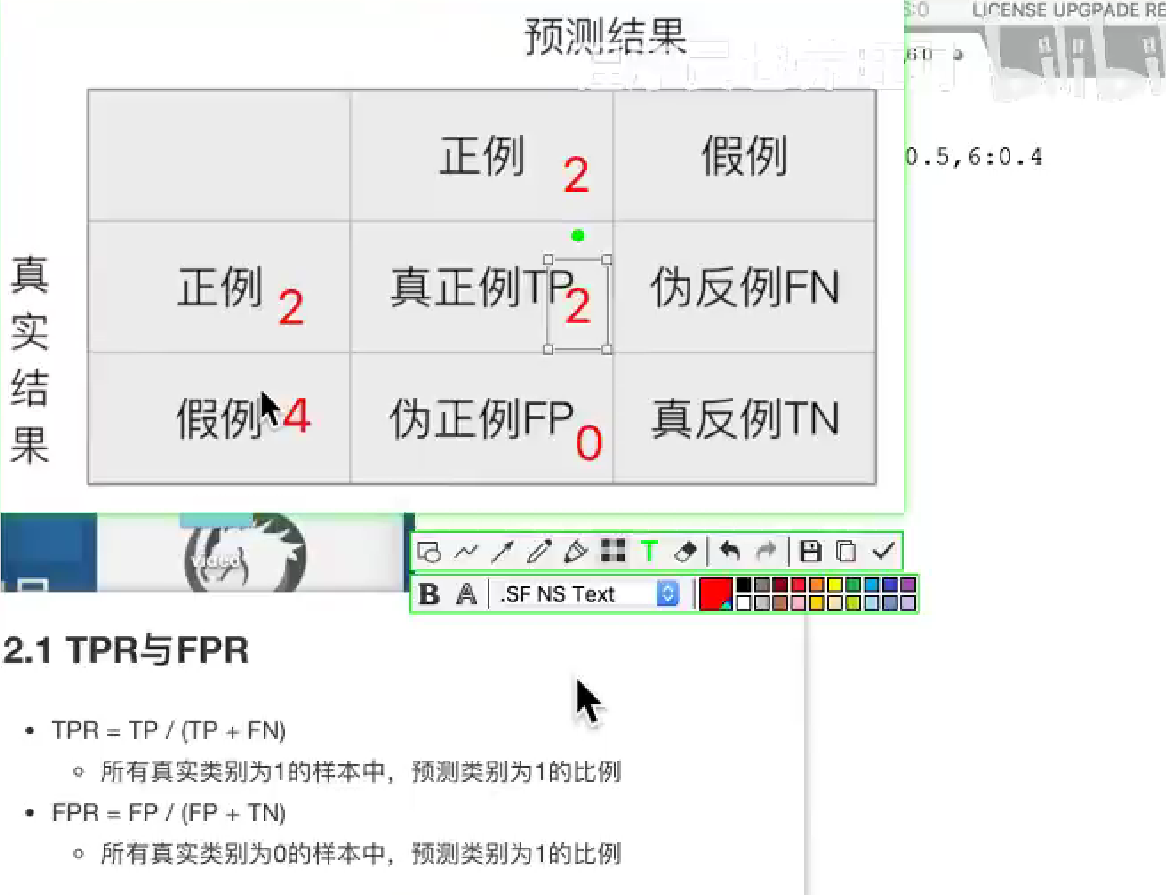 预测结果
S:0 LICENSE UPGRADE RE
正例 2 假例
0.5,6:0.4
真实结果
正例 2 真正例TP 2 伪反例FN
假例 4 伪正例FP 0 真反例TN
video
T
B A .SF NS Text
2.1 TPR与FPR
• TPR = TP / (TP + FN)
◦ 所有真实类别为1的样本中，预测类别为1的比例
• FPR = FP / (FP + TN)
◦ 所有真实类别为0的样本中，预测类别为1的比例